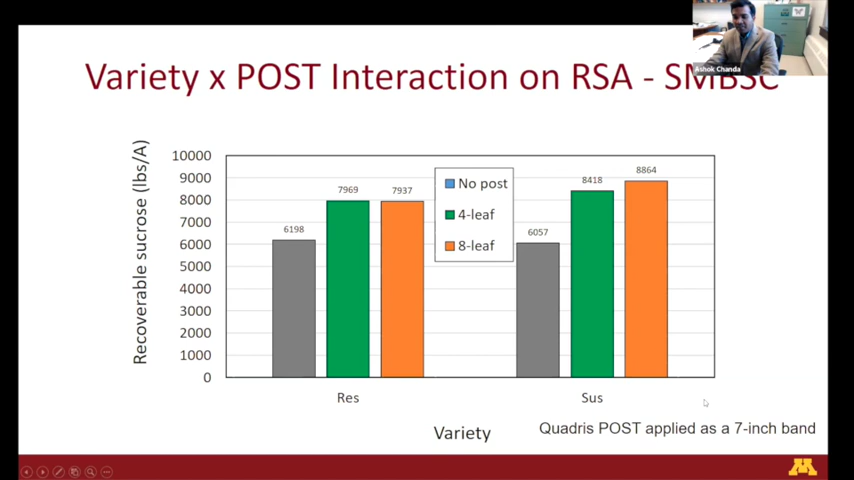 Ashok Chanda
Variety x POST Interaction on RSA - SMBSC
Recoverable sucrose (lbs/A)
10000
9000
8000
7000
6000
5000
4000
3000
2000
1000
0
6198
7969
7937
6057
8418
8864
No post
4-leaf
8-leaf
Res
Sus
Variety
Quadris POST applied as a 7-inch band
M